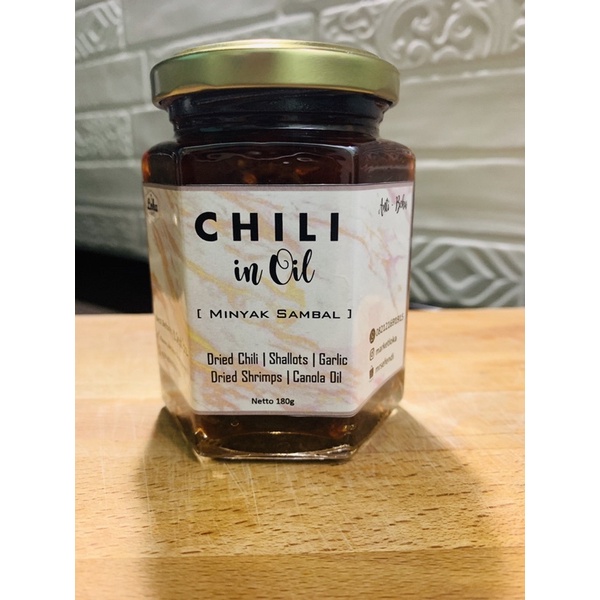 CHILI
in Oil
[ MINYAK SAMBAL ]
Dried Chili | Shallots | Garlic
Dried Shrimps | Canola Oil
Netto 180g